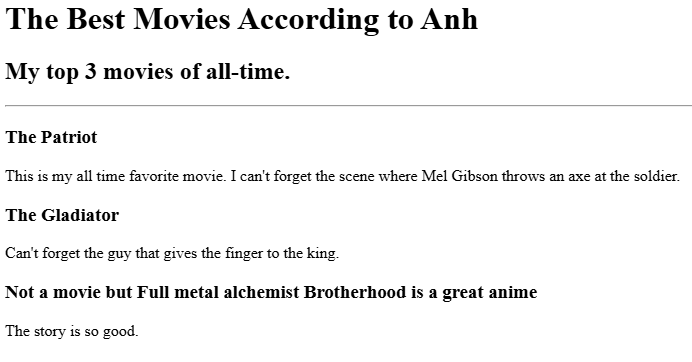 The Best Movies According to Anh
My top 3 movies of all-time.
The Patriot
This is my all time favorite movie. I can't forget the scene where Mel Gibson throws an axe at the soldier.
The Gladiator
Can't forget the guy that gives the finger to the king.
Not a movie but Full metal alchemist Brotherhood is a great anime
The story is so good.